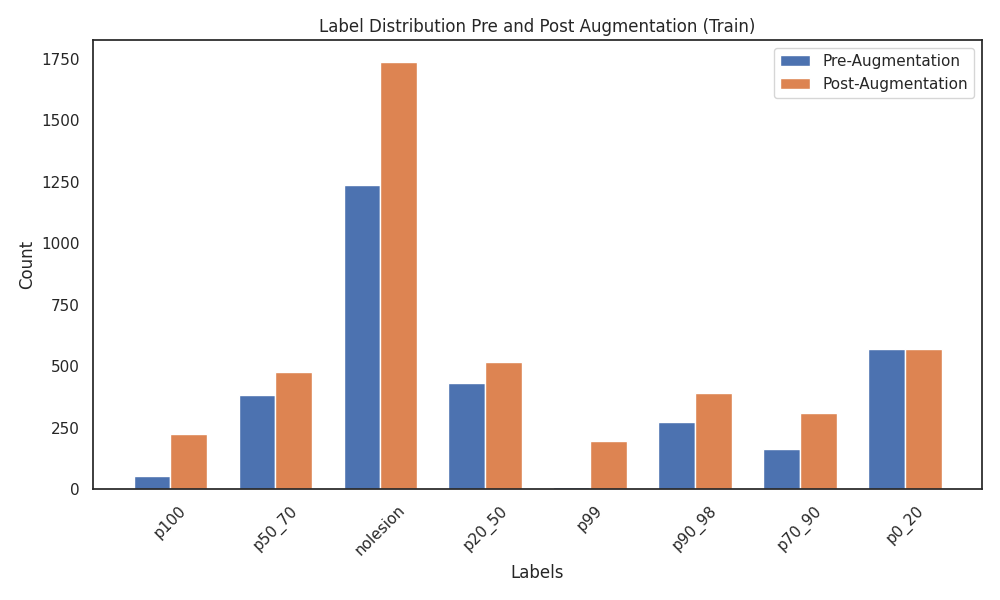 Label Distribution Pre and Post Augmentation (Train)
Pre-Augmentation
Post-Augmentation
Count
1750
1500
1250
1000
750
500
250
0
p100
p50_70
nolesion
p20_50
p99
p90_98
p70_90
p0_20
Labels